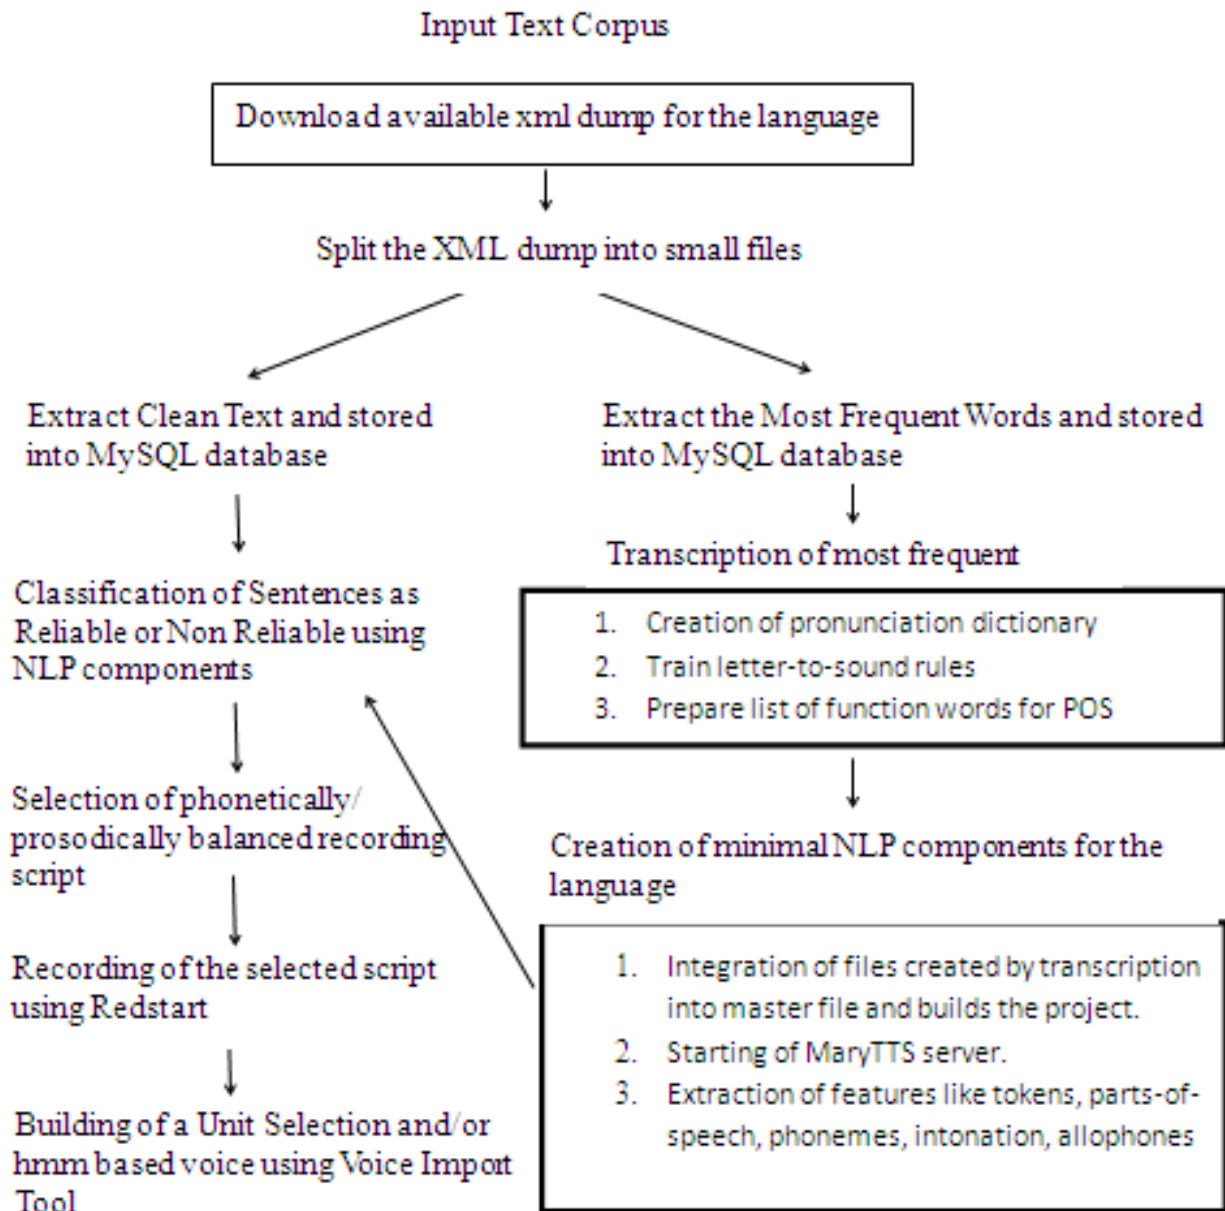 Input Text Corpus
Download available xml dump for the language
Split the XML dump into small files
Extract Clean Text and stored
into MySQL database
Extract the Most Frequent Words and stored
into MySQL database
Transcription of most frequent
1. Creation of pronunciation dictionary
2. Train letter-to-sound rules
3. Prepare list of function words for POS
Classification of Sentences as
Reliable or Non Reliable using
NLP components
Selection of phonetically/
prosodically balanced recording
script
Creation of minimal NLP components for the
language
1. Integration of files created by transcription
into master file and builds the project.
2. Starting of MaryTTS server.
3. Extraction of features like tokens, parts-of-
speech, phonemes, intonation, allophones
Recording of the selected script
using Redstart
Building of a Unit Selection and/or
hmm based voice using Voice Import
Tool